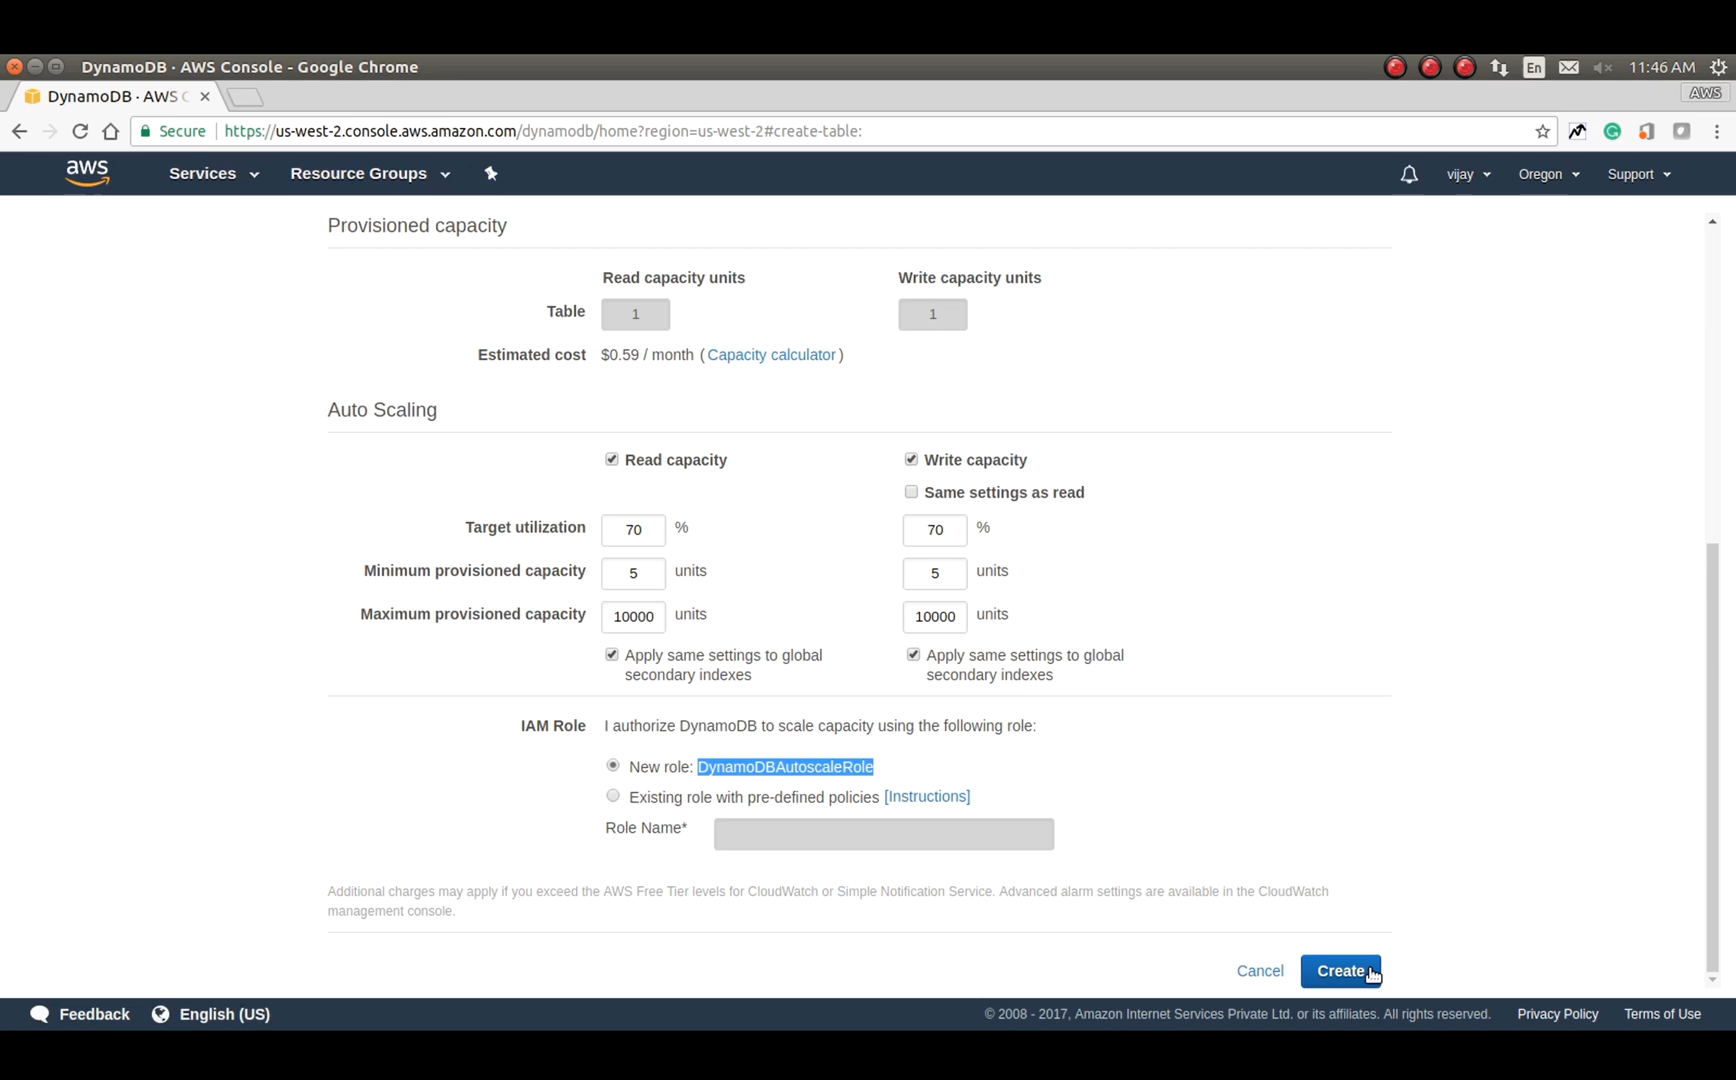 DynamoDB · AWS Console - Google Chrome
En
11:46 AM
DynamoDB · AWS C
AWS
Secure
https://us-west-2.console.aws.amazon.com/dynamodb/home?region=us-west-2#create-table:
aws
Services
Resource Groups
vijay
Oregon
Support
Provisioned capacity
Read capacity units
Write capacity units
Table
1
1
Estimated cost
$0.59 / month ( Capacity calculator )
Auto Scaling
Read capacity
Write capacity
Same settings as read
Target utilization
70 %
70 %
Minimum provisioned capacity
5 units
5 units
Maximum provisioned capacity
10000 units
10000 units
Apply same settings to global
secondary indexes
Apply same settings to global
secondary indexes
IAM Role
I authorize DynamoDB to scale capacity using the following role:
New role: DynamoDBAutoscaleRole
Existing role with pre-defined policies [Instructions]
Role Name*
Additional charges may apply if you exceed the AWS Free Tier levels for CloudWatch or Simple Notification Service. Advanced alarm settings are available in the CloudWatch
management console.
Cancel
Create
Feedback
English (US)
© 2008 - 2017, Amazon Internet Services Private Ltd. or its affiliates. All rights reserved.
Privacy Policy
Terms of Use